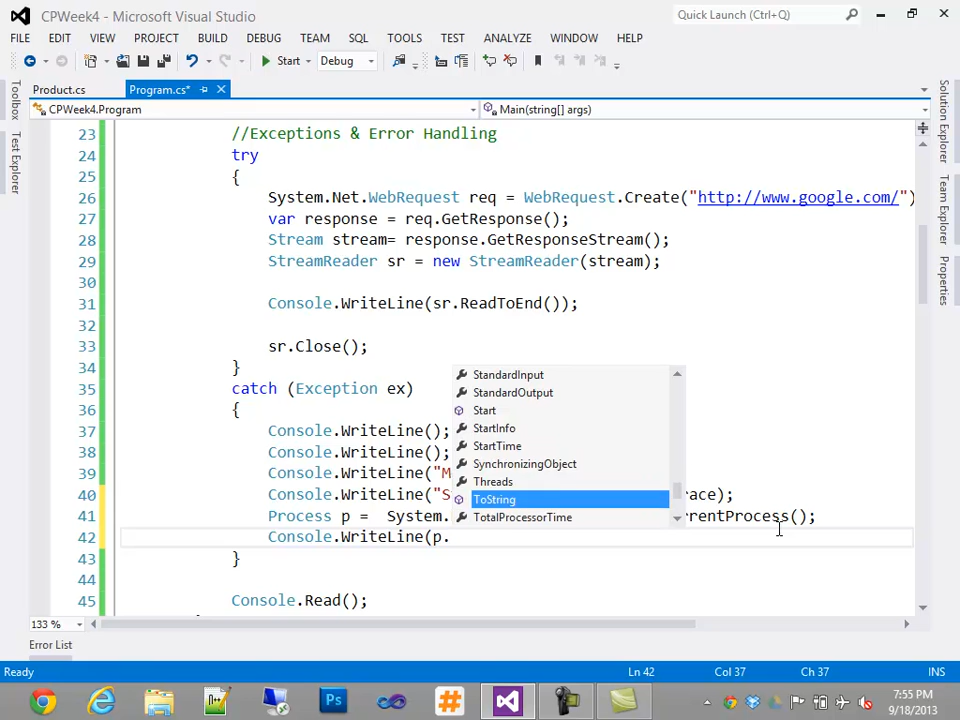 CPWeek4 - Microsoft Visual Studio
Quick Launch (Ctrl+Q)
FILE EDIT VIEW PROJECT BUILD DEBUG TEAM SQL TOOLS TEST ANALYZE WINDOW HELP
Start Debug
Product.cs Program.cs*
CPWeek4.Program Main(string[] args)
Toolbox
Test Explorer
Solution Explorer
Team Explorer
Properties
23 //Exceptions & Error Handling
24 try
25 {
26 System.Net.WebRequest req = WebRequest.Create("http://www.google.com/")
27 var response = req.GetResponse();
28 Stream stream= response.GetResponseStream();
29 StreamReader sr = new StreamReader(stream);
30
31 Console.WriteLine(sr.ReadToEnd());
32
33 sr.Close();
34 }
35 catch (Exception ex)
36 {
37 Console.WriteLine();
38 Console.WriteLine();
39 Console.WriteLine("M
40 Console.WriteLine("S ace);
41 Process p = System. rrentProcess();
42 Console.WriteLine(p.
43 }
44
45 Console.Read();
StandardInput
StandardOutput
Start
StartInfo
StartTime
SynchronizingObject
Threads
ToString
TotalProcessorTime
133 %
Error List
Ready Ln 42 Col 37 Ch 37 INS
Ps
7:55 PM
9/18/2013